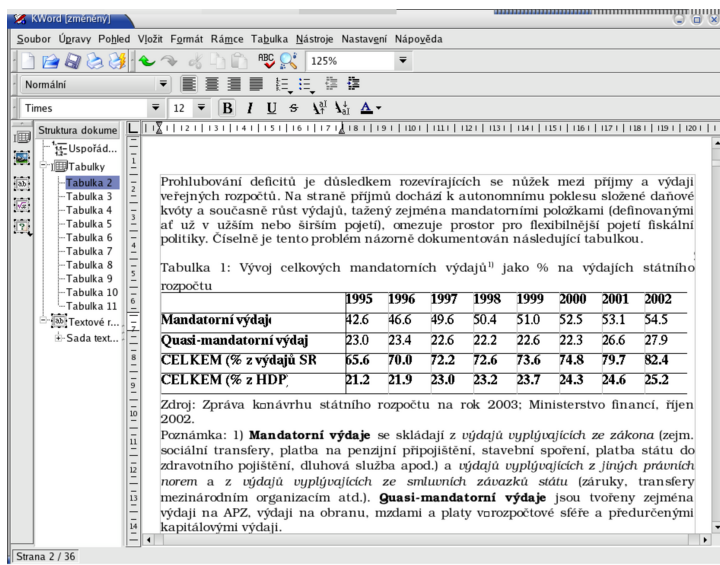 KWord [změněný]
Soubor Úpravy Pohled Vložit Formát Rámce Tabulka Nástroje Nastavení Nápověda
ABC 125%
Normální
Times 12 B I U S A
Struktura dokume
Uspořád...
Tabulky
Tabulka 2
Tabulka 3
Tabulka 4
Tabulka 5
Tabulka 6
Tabulka 7
Tabulka 8
Tabulka 9
Tabulka 10
Tabulka 11
Textové r...
Sada text...
Prohlubování deficitů je důsledkem rozevírajících se nůžek mezi příjmy a výdaji
veřejných rozpočtů. Na straně příjmů dochází k autonomnímu poklesu složené daňové
kvóty a současně růst výdajů, tažený zejména mandatorními položkami (definovanými
ať už v užším nebo širším pojetí), omezuje prostor pro flexibilnější pojetí fiskální
politiky. Číselně je tento problém názorně dokumentován následující tabulkou.
Tabulka 1: Vývoj celkových mandatorních výdajů1) jako % na výdajích státního
rozpočtu
1995 1996 1997 1998 1999 2000 2001 2002
Mandatorní výdaje 42.6 46.6 49.6 50.4 51.0 52.5 53.1 54.5
Quasi-mandatorní výdaj 23.0 23.4 22.6 22.2 22.6 22.3 26.6 27.9
CELKEM (% z výdajů SR 65.6 70.0 72.2 72.6 73.6 74.8 79.7 82.4
CELKEM (% z HDP) 21.2 21.9 23.0 23.2 23.7 24.3 24.6 25.2
Zdroj: Zpráva k□návrhu státního rozpočtu na rok 2003; Ministerstvo financí, říjen
2002.
Poznámka: 1) Mandatorní výdaje se skládají z výdajů vyplývajících ze zákona (zejm.
sociální transfery, platba na penzijní připojištění, stavební spoření, platba státu do
zdravotního pojištění, dluhová služba apod.) a výdajů vyplývajících z jiných právních
norem a z výdajů vyplývajících ze smluvních závazků státu (záruky, transfery
mezinárodním organizacím atd.). Quasi-mandatorní výdaje jsou tvořeny zejména
výdaji na APZ, výdaji na obranu, mzdami a platy v□rozpočtové sféře a předurčenými
kapitálovými výdaji.
Strana 2 / 36